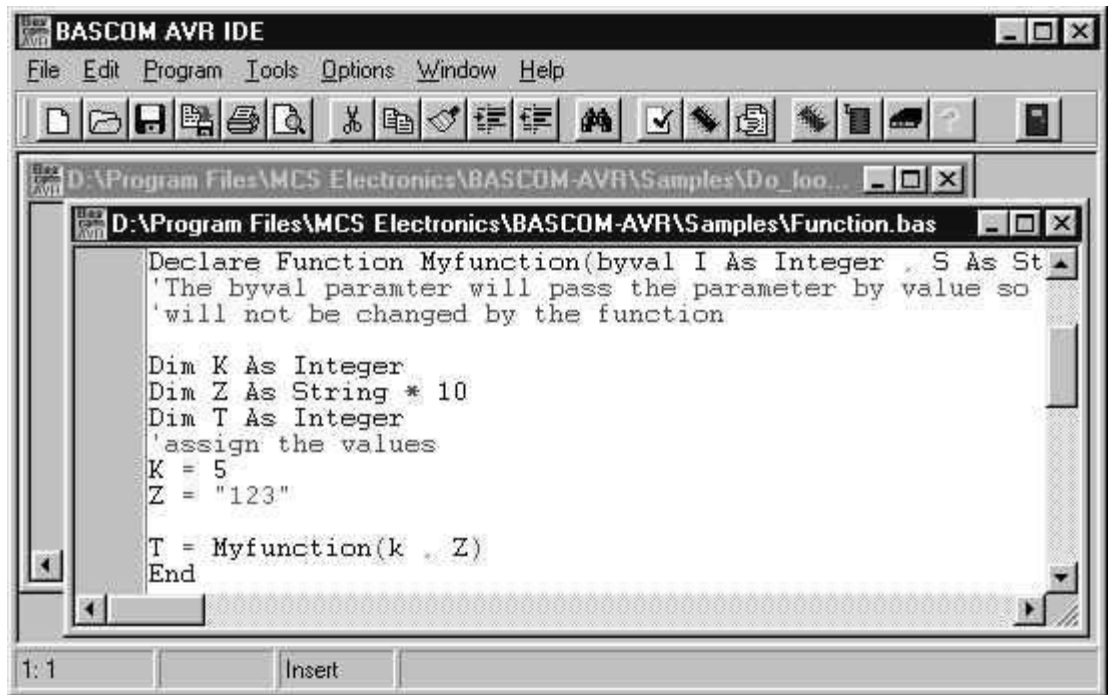 BASCOM AVR IDE
File Edit Program Tools Options Window Help
D:\Program Files\MCS Electronics\BASCOM-AVR\Samples\Do_loo...
D:\Program Files\MCS Electronics\BASCOM-AVR\Samples\Function.bas
Declare Function Myfunction(byval I As Integer , S As St
'The byval paramter will pass the parameter by value so
'will not be changed by the function
Dim K As Integer
Dim Z As String * 10
Dim T As Integer
'assign the values
K = 5
Z = "123"
T = Myfunction(k , Z)
End
1: 1 Insert